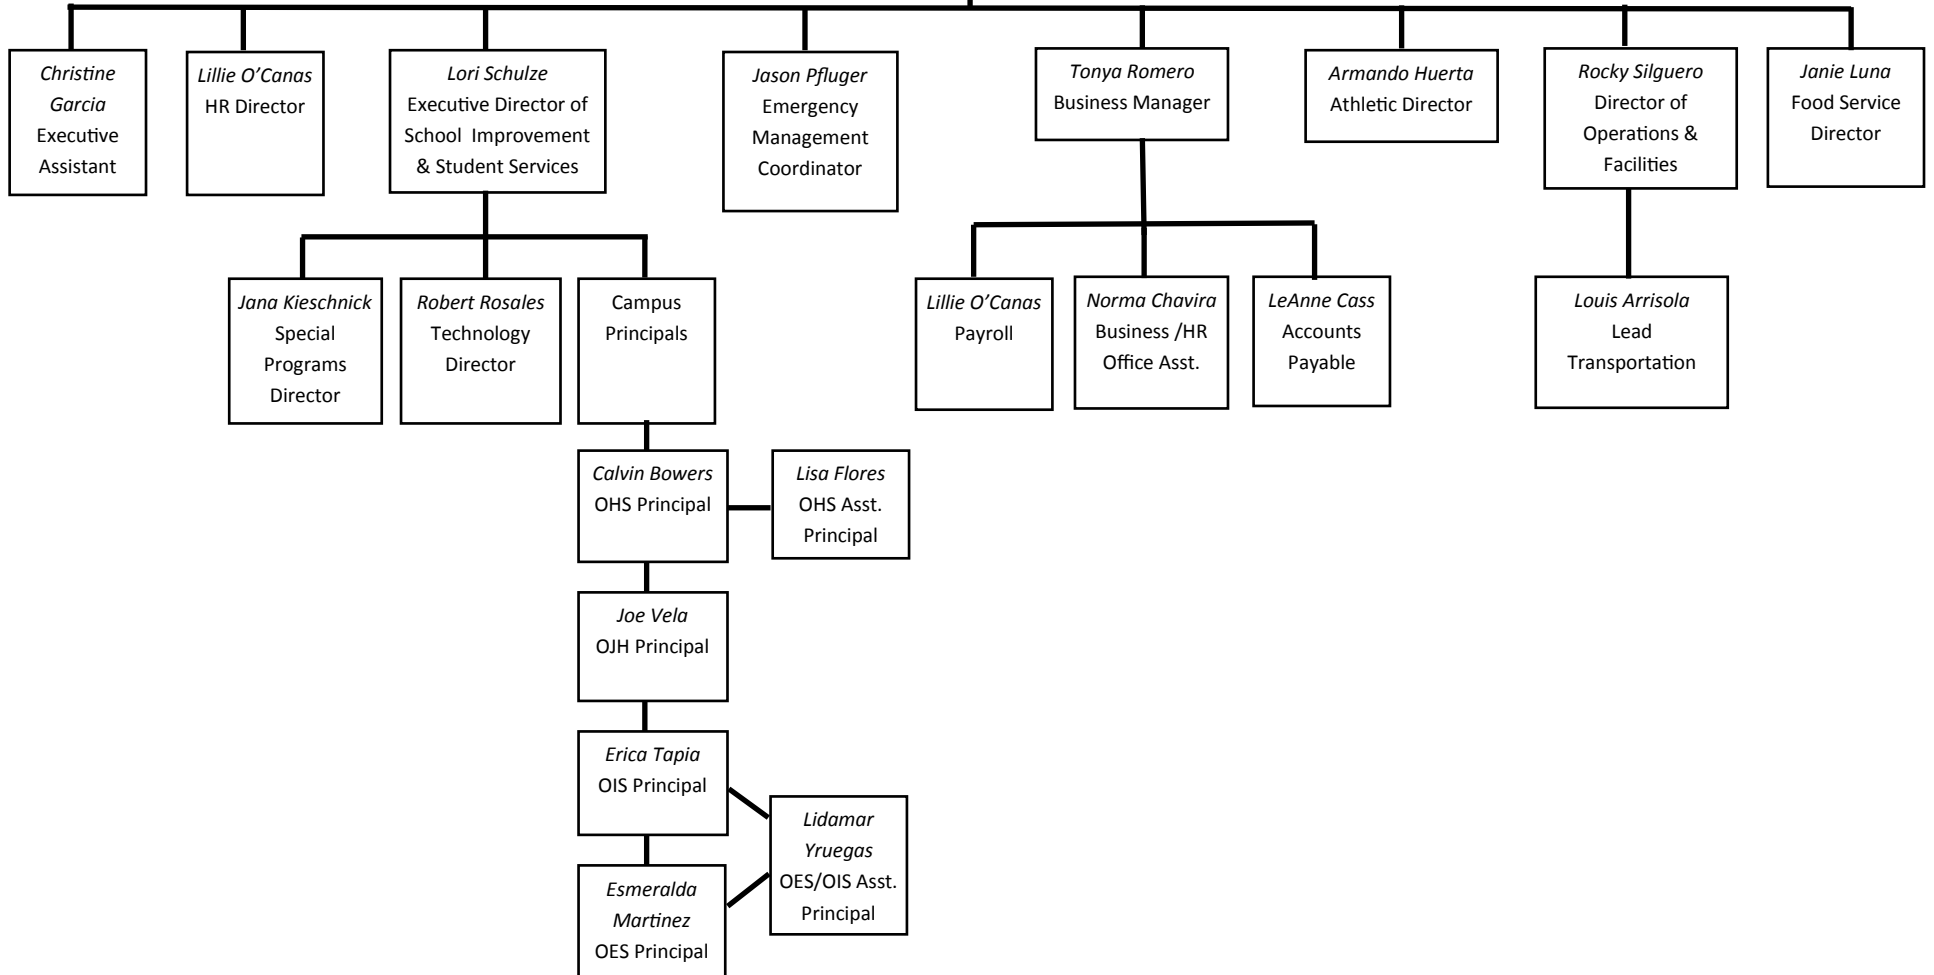 Christine
Garcia
Executive
Assistant
Lillie O’Canas
HR Director
Lori Schulze
Executive Director of
School Improvement
& Student Services
Jason Pfluger
Emergency
Management
Coordinator
Tonya Romero
Business Manager
Armando Huerta
Athletic Director
Rocky Silguero
Director of
Operations &
Facilities
Janie Luna
Food Service
Director
Jana Kieschnick
Special
Programs
Director
Robert Rosales
Technology
Director
Campus
Principals
Lillie O’Canas
Payroll
Norma Chavira
Business /HR
Office Asst.
LeAnne Cass
Accounts
Payable
Louis Arrisola
Lead
Transportation
Calvin Bowers
OHS Principal
Lisa Flores
OHS Asst.
Principal
Joe Vela
OJH Principal
Erica Tapia
OIS Principal
Lidamar
Yruegas
OES/OIS Asst.
Principal
Esmeralda
Martinez
OES Principal